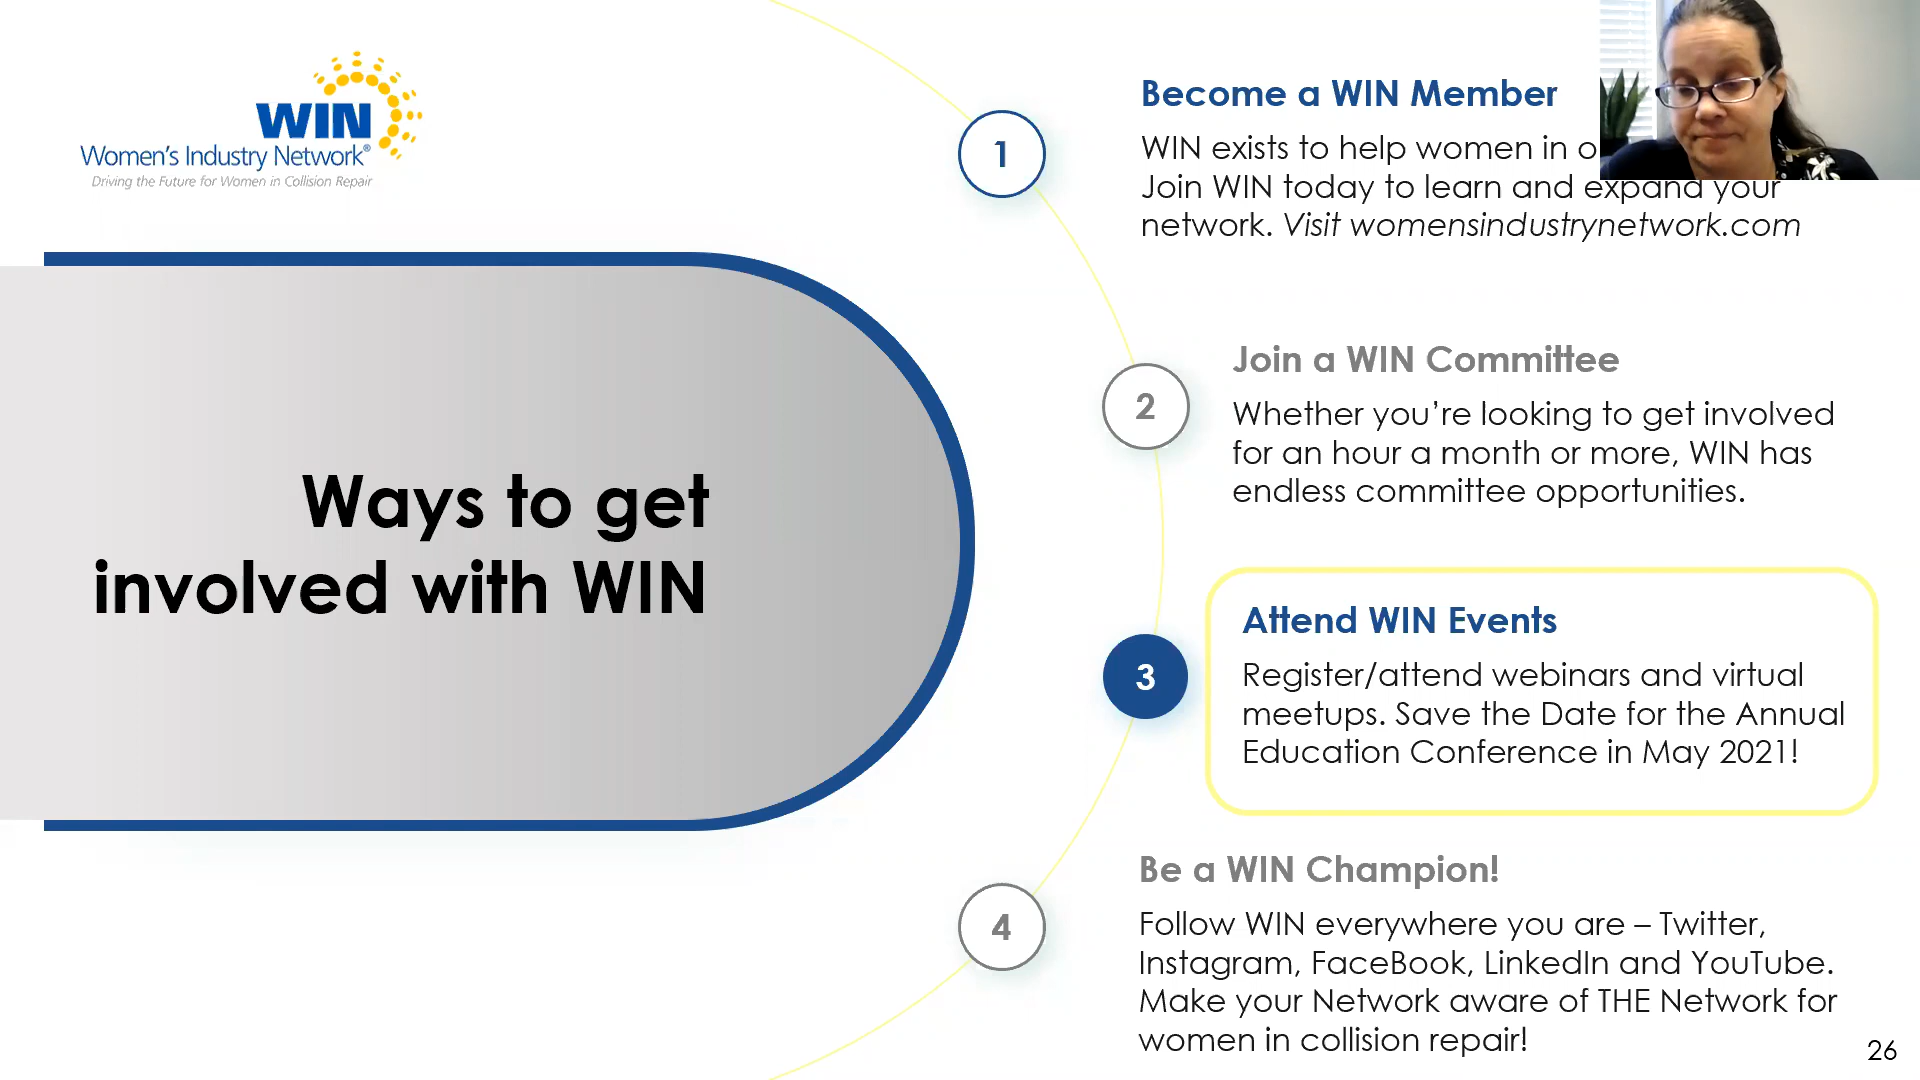 WIN
Women's Industry Network®
Driving the Future for Women in Collision Repair
Ways to get
involved with WIN
1
Become a WIN Member
WIN exists to help women in
Join WIN today to learn and expand your
network. Visit womensindustrynetwork.com
2
Join a WIN Committee
Whether you're looking to get involved
for an hour a month or more, WIN has
endless committee opportunities.
3
Attend WIN Events
Register/attend webinars and virtual
meetups. Save the Date for the Annual
Education Conference in May 2021!
4
Be a WIN Champion!
Follow WIN everywhere you are – Twitter,
Instagram, FaceBook, LinkedIn and YouTube.
Make your Network aware of THE Network for
women in collision repair!
26